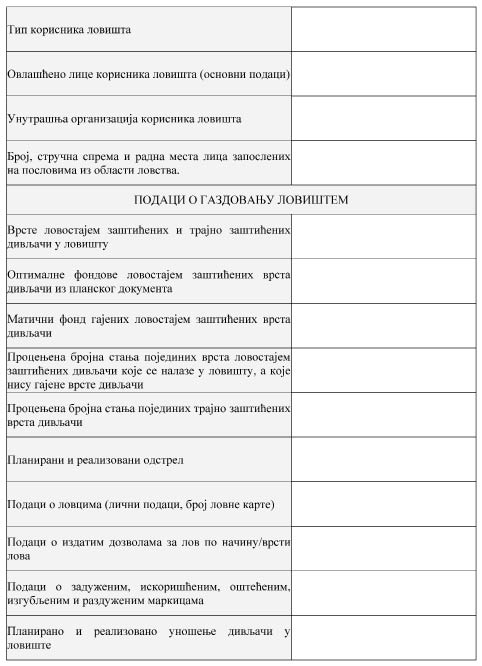 Тип корисника ловишта
Овлашћено лице корисника ловишта (основни подаци)
Унутрашња организација корисника ловишта
Број, стручна спрема и радна места лица запослених
на пословима из области ловства.
ПОДАЦИ О ГАЗДОВАЊУ ЛОВИШТЕМ
Врсте ловостајем заштићених и трајно заштићених
дивљачи у ловишту
Оптималне фондове ловостајем заштићених врста
дивљачи из планског документа
Матични фонд гајених ловостајем заштићених врста
дивљачи
Процењена бројна стања појединих врста ловостајем
заштићених дивљачи које се налазе у ловишту, а које
нису гајене врсте дивљачи
Процењена бројна стања појединих трајно заштићених
врста дивљачи
Планирани и реализовани одстрел
Подаци о ловцима (лични подаци, број ловне карте)
Подаци о издатим дозволама за лов по начину/врсти
лова
Подаци о задуженим, искоришћеним, оштећеним,
изгубљеним и раздуженим маркицама
Планирано и реализовано уношење дивљачи у
ловиште